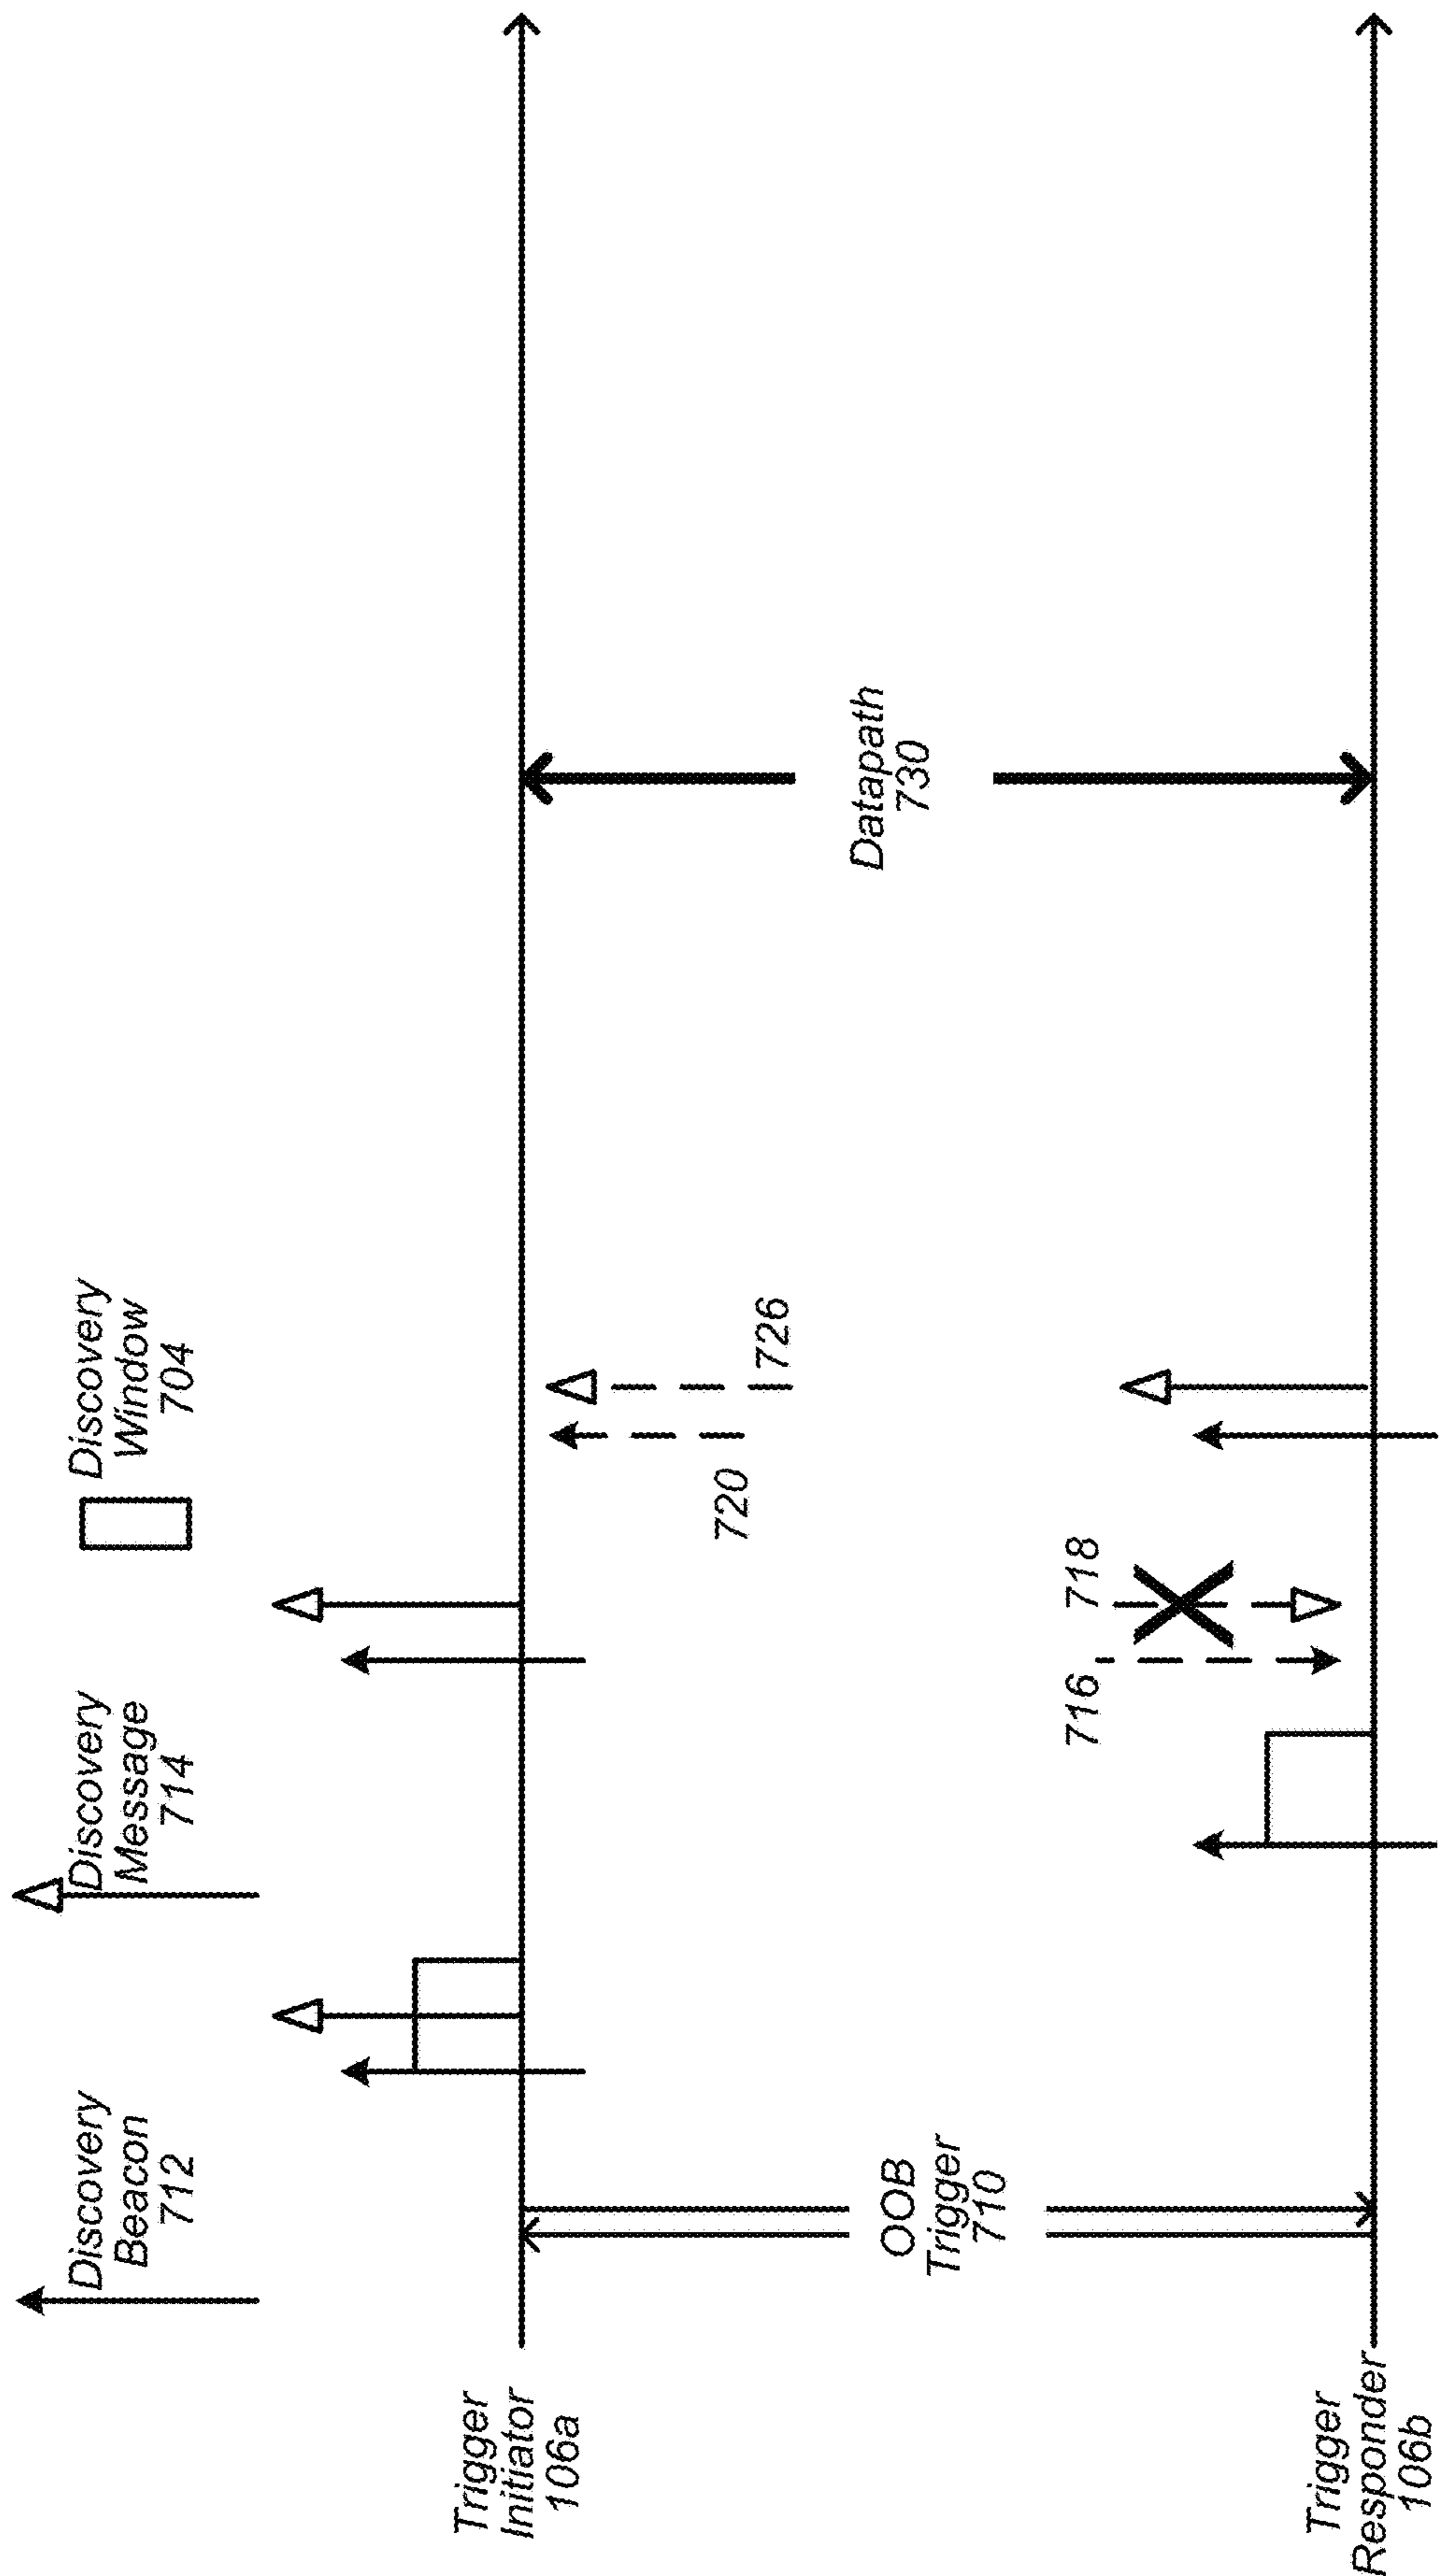 Discovery
Beacon
712
Discovery
Message
714
Discovery
Window
704
Trigger
Initiator
106a
720
726
OOB
Trigger
710
Datapath
730
716
718
Trigger
Responder
106b